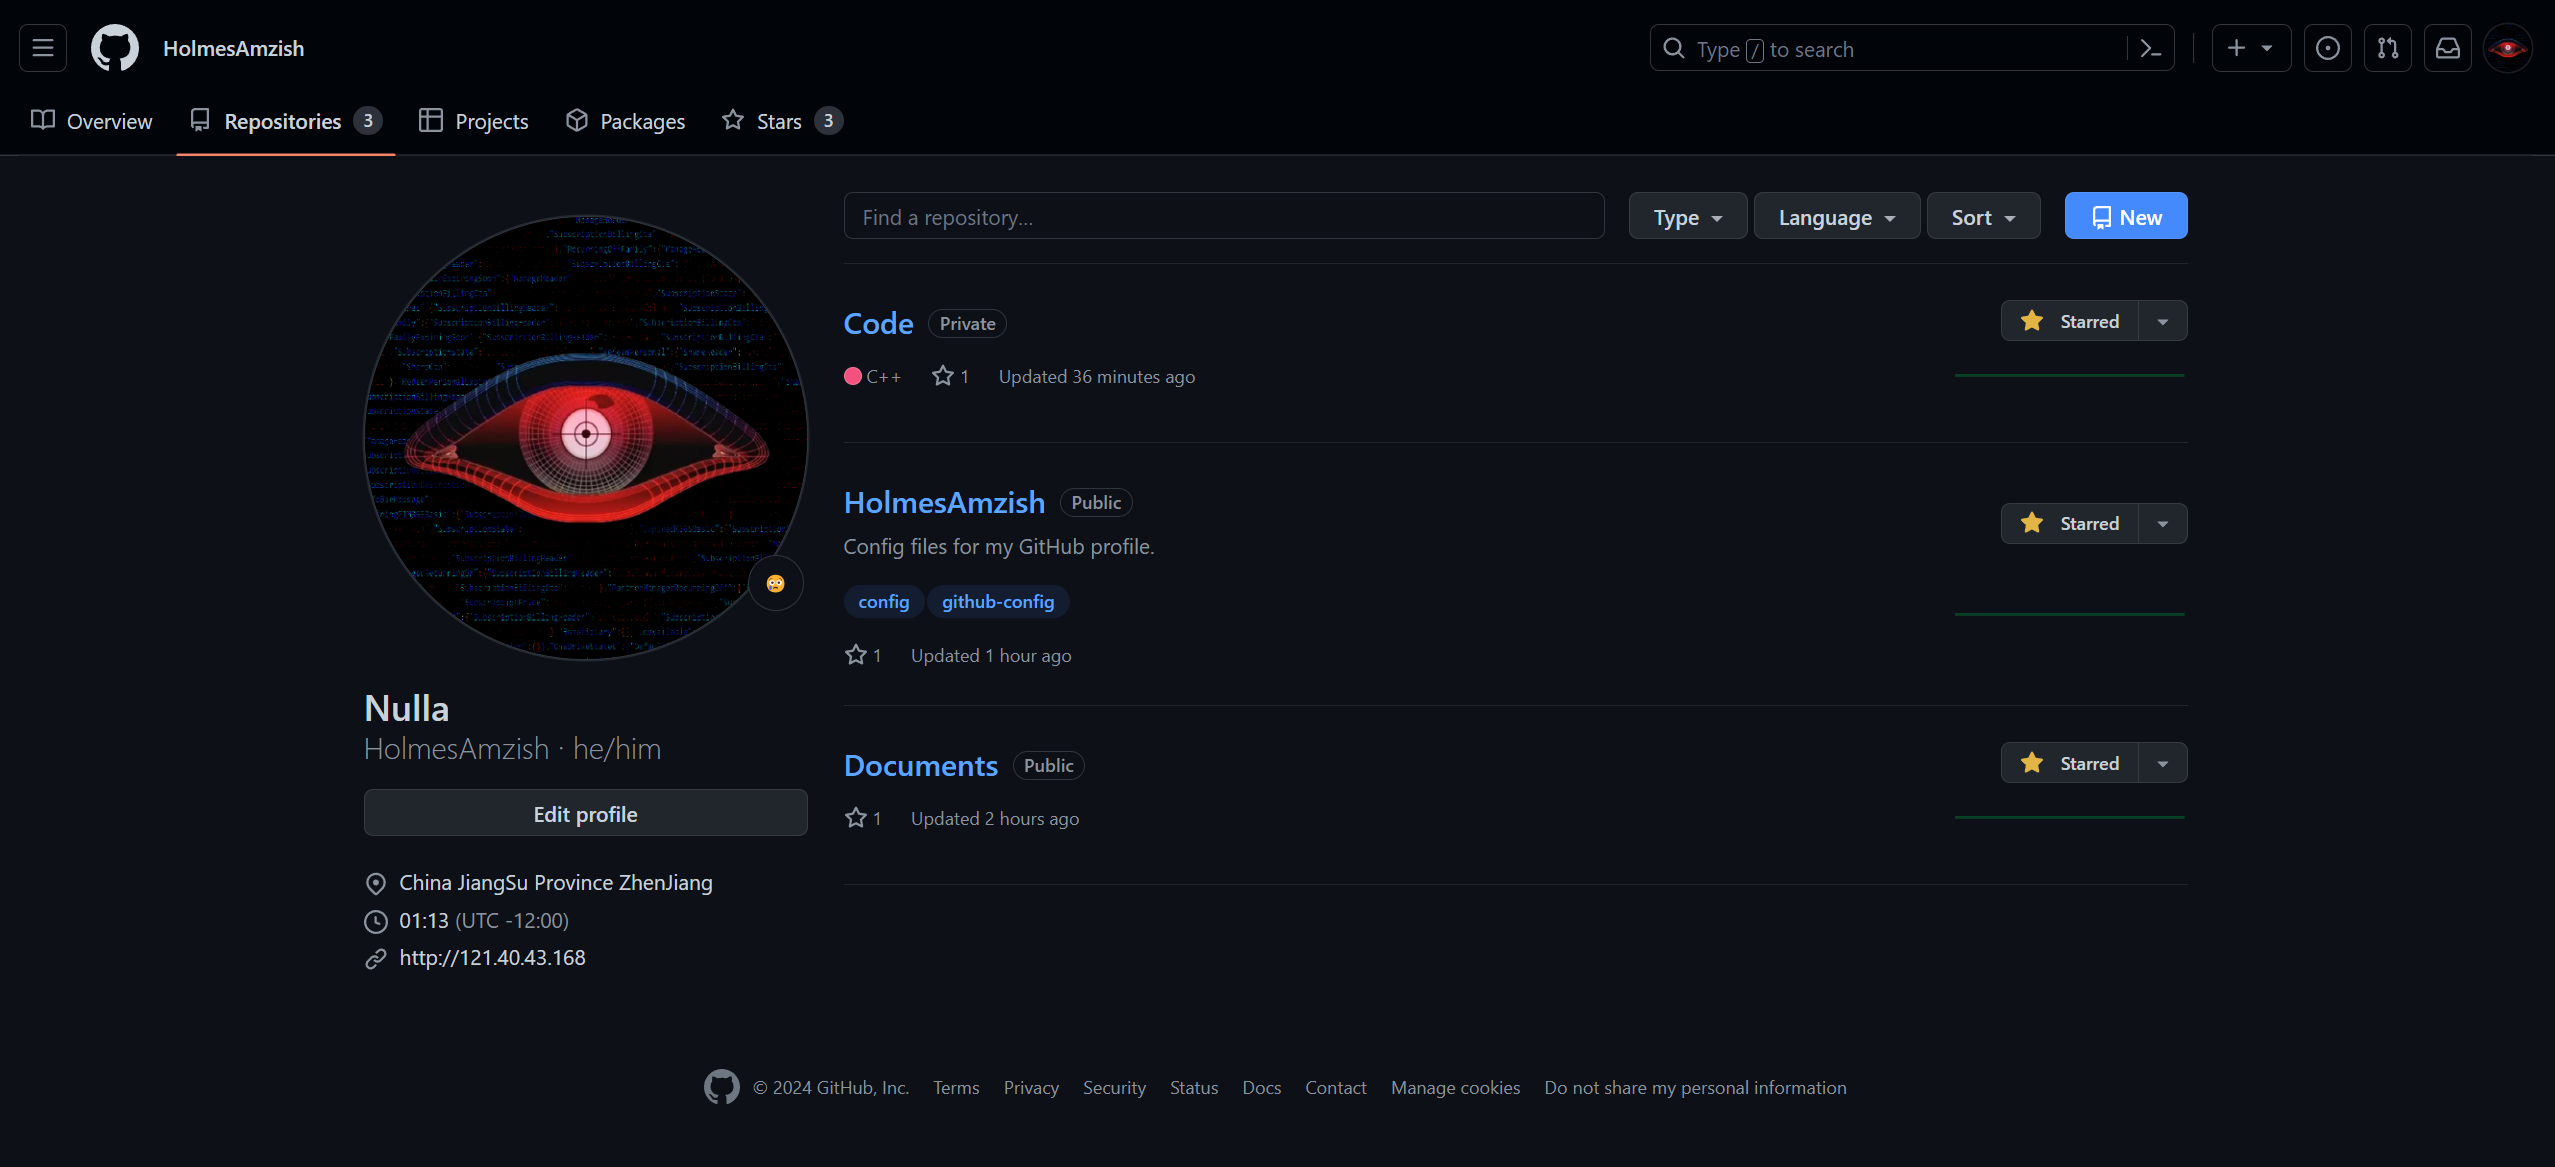 HolmesAmzish
Type / to search
Overview
Repositories 3
Projects
Packages
Stars 3
Find a repository...
Type
Language
Sort
New
Code Private
Starred
C++ 1 Updated 36 minutes ago
HolmesAmzish Public
Starred
Config files for my GitHub profile.
config github-config
1 Updated 1 hour ago
Documents Public
Starred
1 Updated 2 hours ago
Nulla
HolmesAmzish · he/him
Edit profile
China JiangSu Province ZhenJiang
01:13 (UTC -12:00)
http://121.40.43.168
© 2024 GitHub, Inc. Terms Privacy Security Status Docs Contact Manage cookies Do not share my personal information